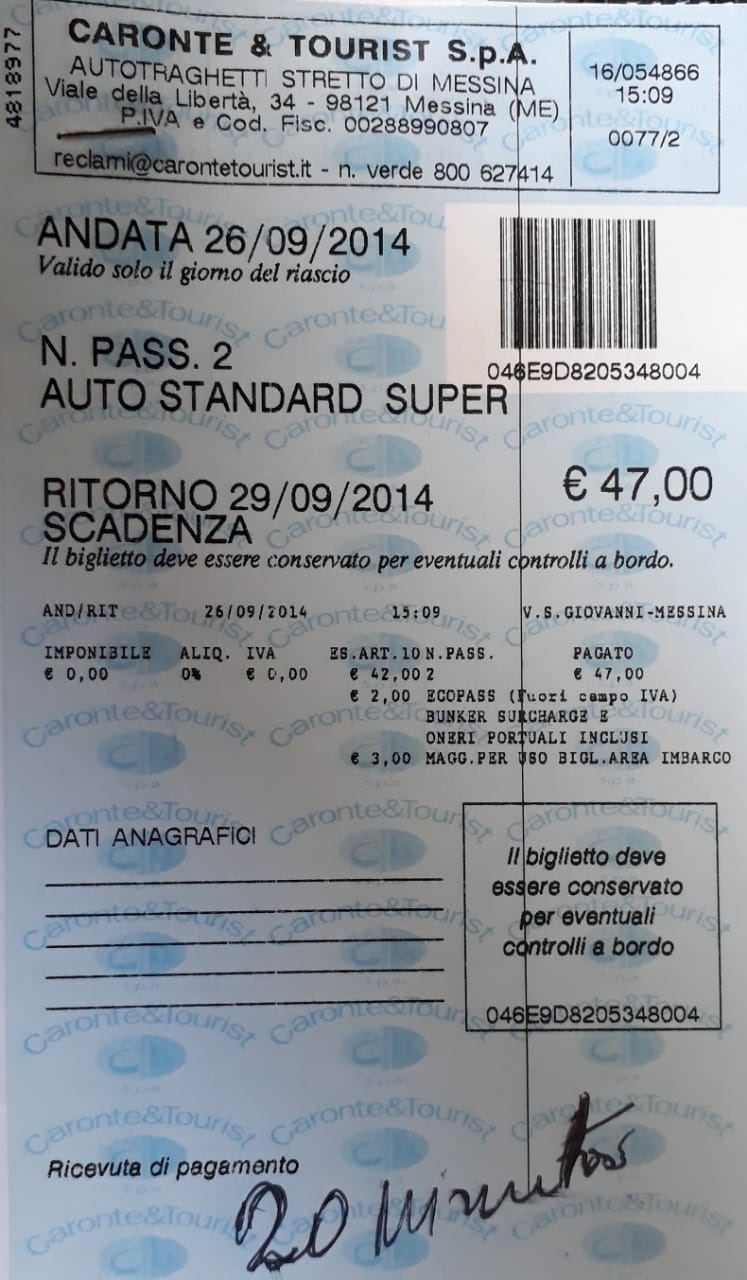 4818977
CARONTE & TOURIST S.p.A.
AUTOTRAGHETTI STRETTO DI MESSINA
Viale della Libertà, 34 - 98121 Messina (ME)
P.IVA e Cod. Fisc. 00288990807
reclami@carontetourist.it - n. verde 800 627414
16/054866
15:09
0077/2
ANDATA 26/09/2014
Valido solo il giorno del riascio
046E9D8205348004
N. PASS. 2
AUTO STANDARD SUPER
RITORNO 29/09/2014 € 47,00
SCADENZA
Il biglietto deve essere conservato per eventuali controlli a bordo.
AND/RIT 26/09/2014 15:09 V.S.GIOVANNI-MESSINA
IMPONIBILE ALIQ. IVA ES.ART.10 N.PASS. PAGATO
€ 0,00 0% € 0,00 € 42,00 2 € 47,00
€ 2,00 ECOPASS (Fuori campo IVA)
BUNKER SURCHARGE E
ONERI PORTUALI INCLUSI
€ 3,00 MAGG.PER USO BIGL.AREA IMBARCO
DATI ANAGRAFICI
Il biglietto deve
essere conservato
per eventuali
controlli a bordo
046E9D8205348004
Ricevuta di pagamento
20 Minutos
Caronte&Tourist